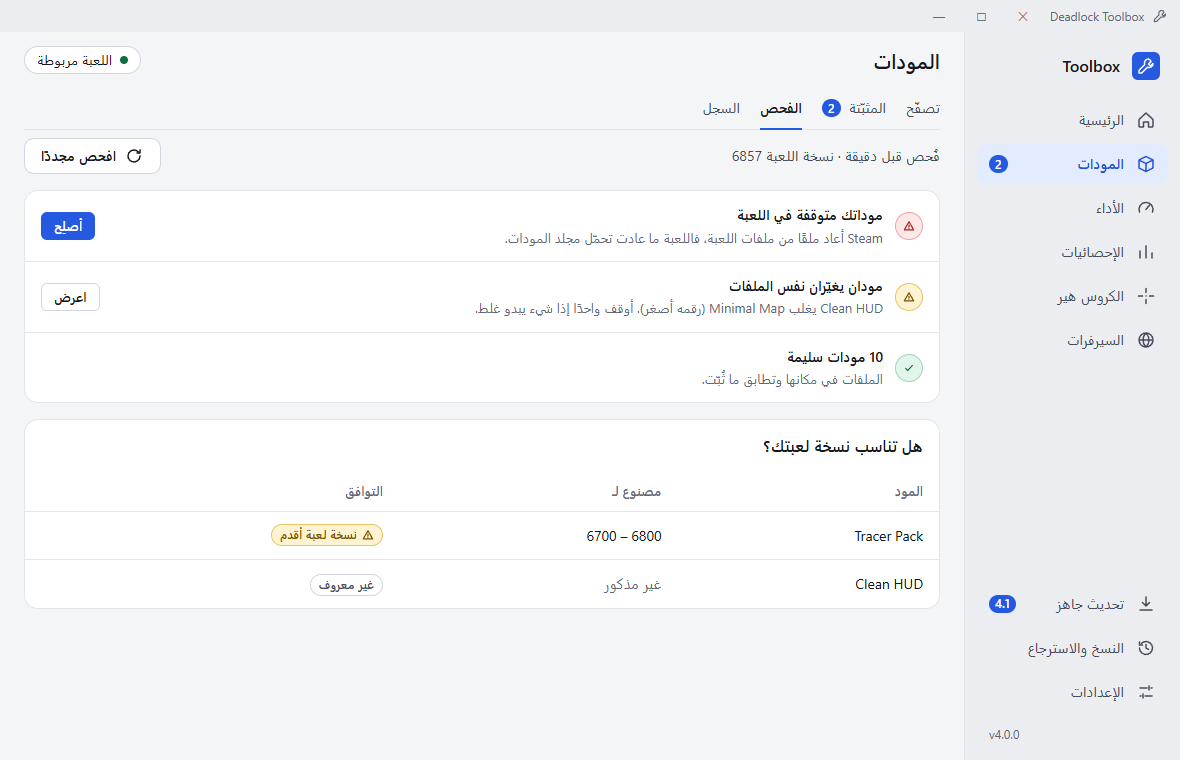 Deadlock Toolbox
Toolbox
الرئيسية
المودات 2
الأداء
الإحصائيات
الكروس هير
السيرفرات
تحديث جاهز 4.1
النسخ والاسترجاع
الإعدادات
v4.0.0
المودات
اللعبة مربوطة
تصفّح
المثبّتة 2
الفحص
السجل
فُحص قبل دقيقة · نسخة اللعبة 6857
افحص مجددًا
موداتك متوقفة في اللعبة
Steam أعاد ملفًا من ملفات اللعبة، فاللعبة ما عادت تحمّل مجلد المودات.
أصلِح
مودان يغيّران نفس الملفات
Clean HUD يغلب Minimal Map (رقمه أصغر). أوقف واحدًا إذا شيء يبدو غلط.
اعرض
10 مودات سليمة
الملفات في مكانها وتطابق ما ثُبّت.
هل تناسب نسخة لعبتك؟
المود مصنوع لـ التوافق
Tracer Pack 6700 – 6800 نسخة لعبة أقدم
Clean HUD غير مذكور غير معروف